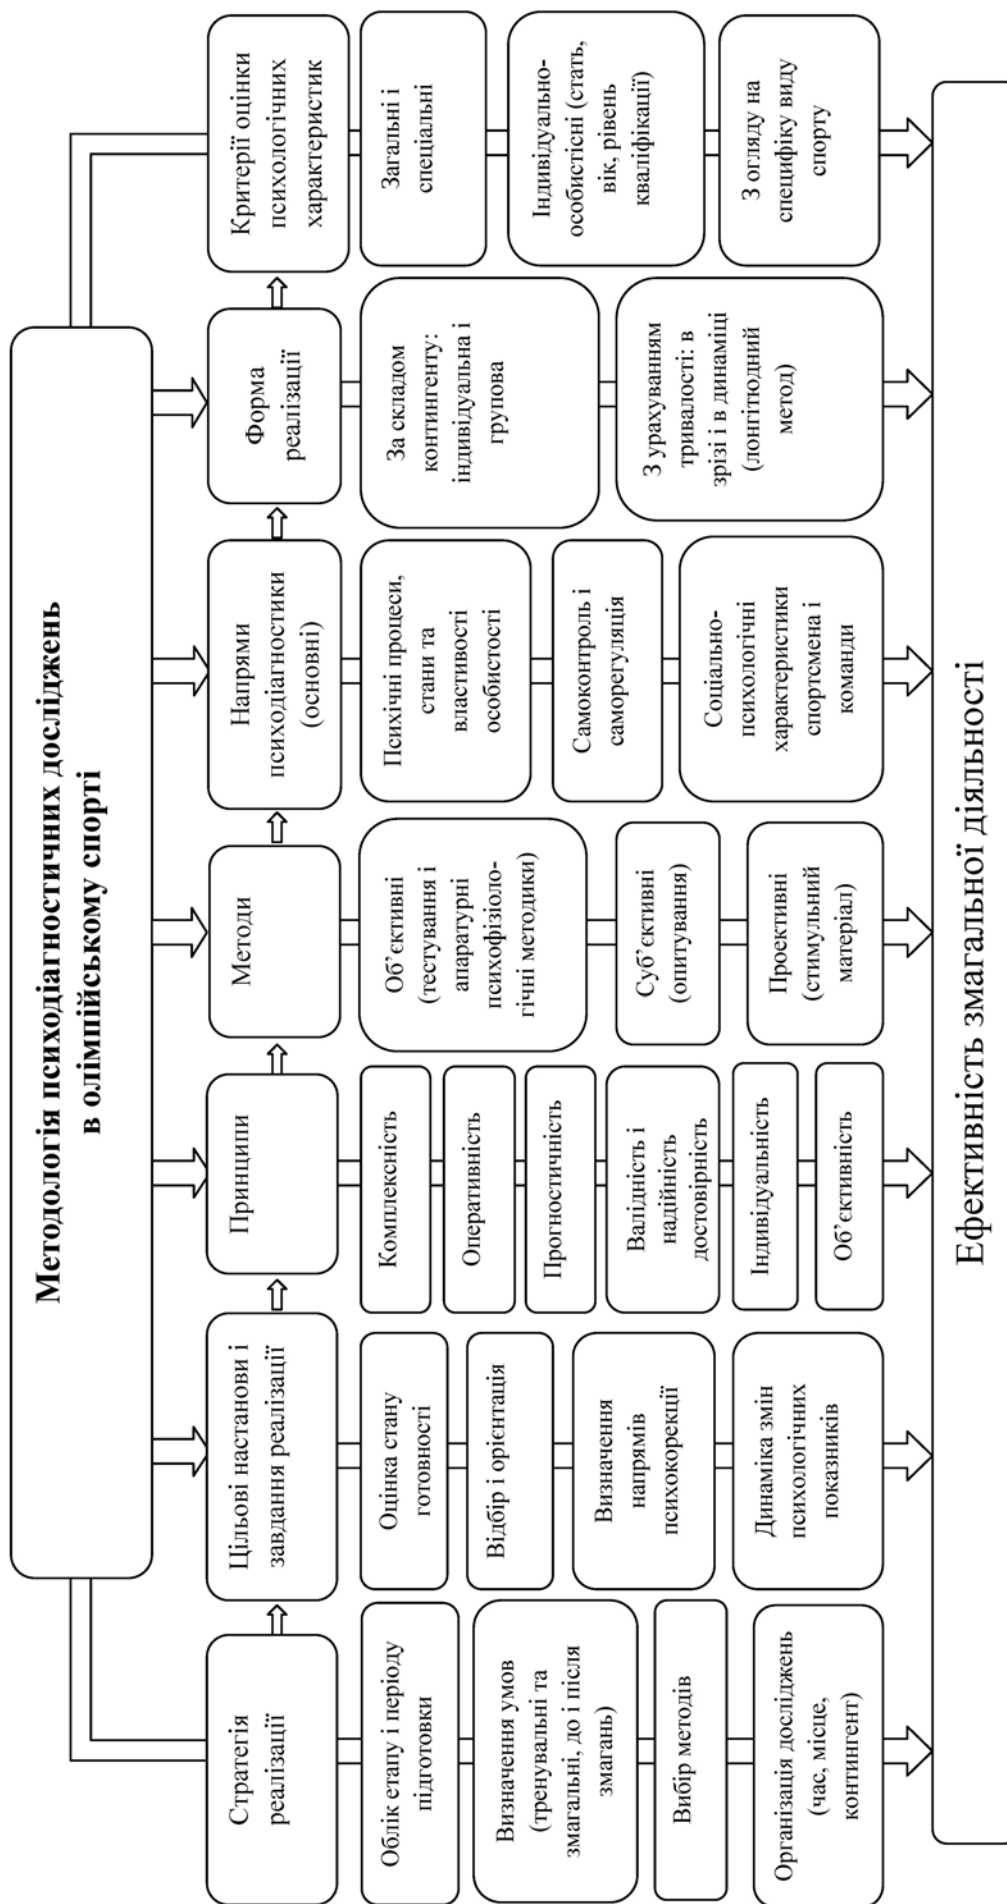 Методологія психодіагностичних досліджень
в олімпійському спорті
Стратегія
реалізації
Облік етапу і періоду
підготовки
Визначення умов
(тренувальні та
змагальні, до і після
змагань)
Вибір методів
Організація досліджень
(час, місце,
контингент)
Цільові настанови і
завдання реалізації
Оцінка стану
готовності
Відбір і орієнтація
Визначення
напрямів
психокорекції
Динаміка змін
психологічних
показників
Принципи
Комплексність
Оперативність
Прогностичність
Валідність і
надійність
достовірність
Індивідуальність
Об’єктивність
Методи
Об’єктивні
(тестування і
апаратурні
психофізіоло-
гічні методики)
Суб’єктивні
(опитування)
Проективні
(стимульний
матеріал)
Напрями
психодіагностики
(основні)
Психічні процеси,
стани та
властивості
особистості
Самоконтроль і
саморегуляція
Соціально-
психологічні
характеристики
спортсмена і
команди
Форма
реалізації
За складом
контингенту:
індивідуальна і
групова
З урахуванням
тривалості: в
зрізі і в динаміці
(лонгітюдний
метод)
Критерії оцінки
психологічних
характеристик
Загальні і
спеціальні
Індивідуально-
особистісні (стать,
вік, рівень
кваліфікації)
З огляду на
специфіку виду
спорту
Ефективність змагальної діяльності